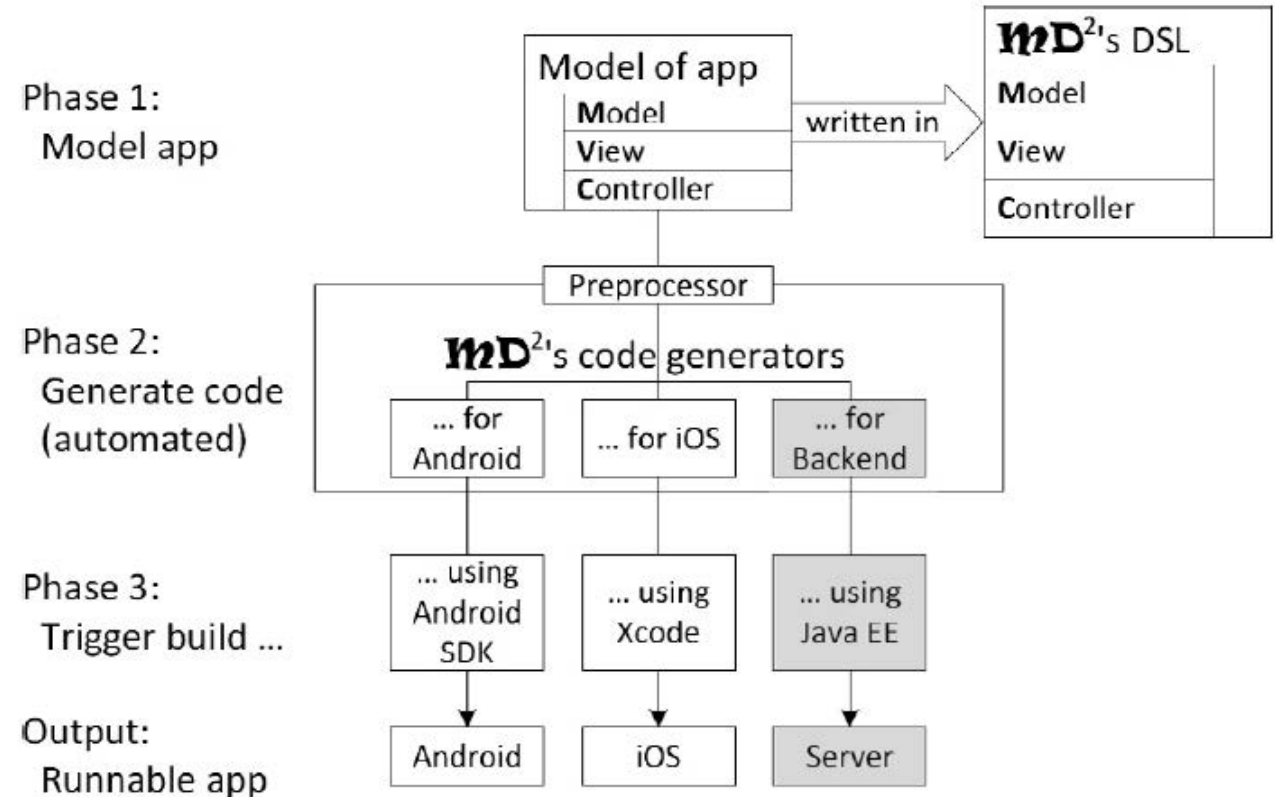 Phase 1:
Model app
Model of app
Model
View
Controller
written in
MD²'s DSL
Model
View
Controller
Preprocessor
Phase 2:
Generate code
(automated)
MD²'s code generators
... for
Android
... for iOS
... for
Backend
Phase 3:
Trigger build ...
... using
Android
SDK
... using
Xcode
... using
Java EE
Output:
Runnable app
Android
iOS
Server